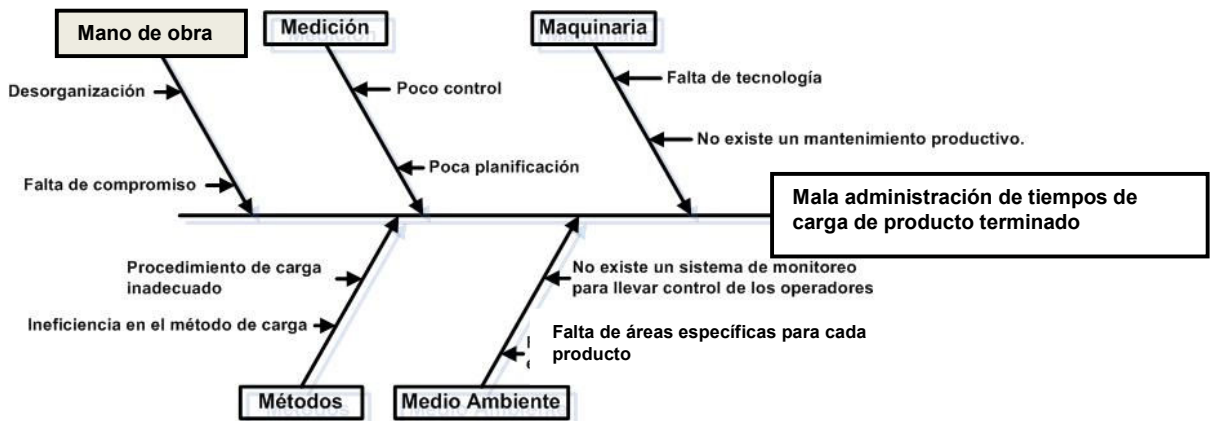 Mano de obra
Medición
Maquinaria
Desorganización
Poco control
Falta de tecnología
No existe un mantenimiento productivo.
Falta de compromiso
Poca planificación
Mala administración de tiempos de
carga de producto terminado
Procedimiento de carga
inadecuado
No existe un sistema de monitoreo
para llevar control de los operadores
Ineficiencia en el método de carga
Falta de áreas específicas para cada
producto
Métodos
Medio Ambiente